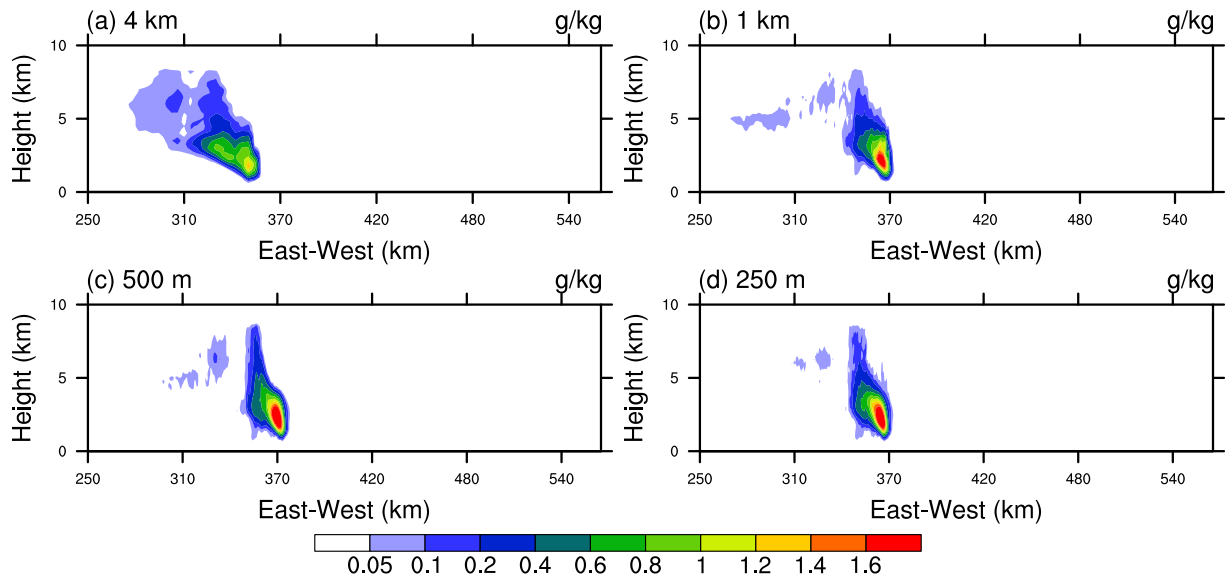 (a) 4 km g/kg
10
5
0
Height (km)
250 310 370 420 480 540
East-West (km)
(b) 1 km g/kg
10
5
0
Height (km)
250 310 370 420 480 540
East-West (km)
(c) 500 m g/kg
10
5
0
Height (km)
250 310 370 420 480 540
East-West (km)
(d) 250 m g/kg
10
5
0
Height (km)
250 310 370 420 480 540
East-West (km)
0.05 0.1 0.2 0.4 0.6 0.8 1 1.2 1.4 1.6